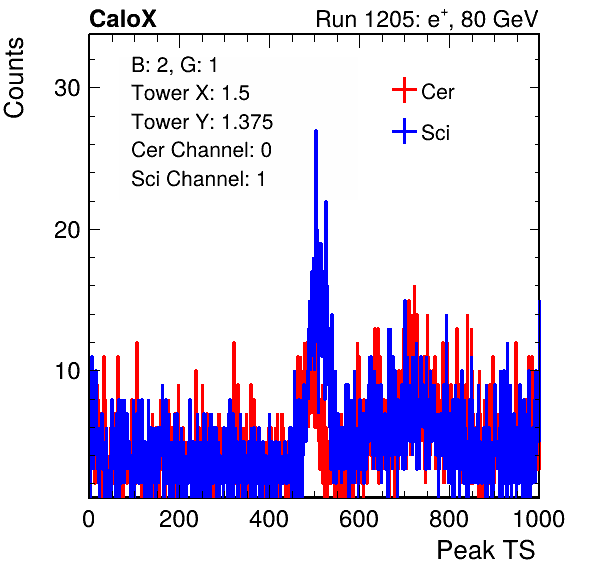 CaloX
Run 1205: e+, 80 GeV
Counts
B: 2, G: 1
Tower X: 1.5
Tower Y: 1.375
Cer Channel: 0
Sci Channel: 1
Cer
Sci
30
20
10
0 200 400 600 800 1000
Peak TS